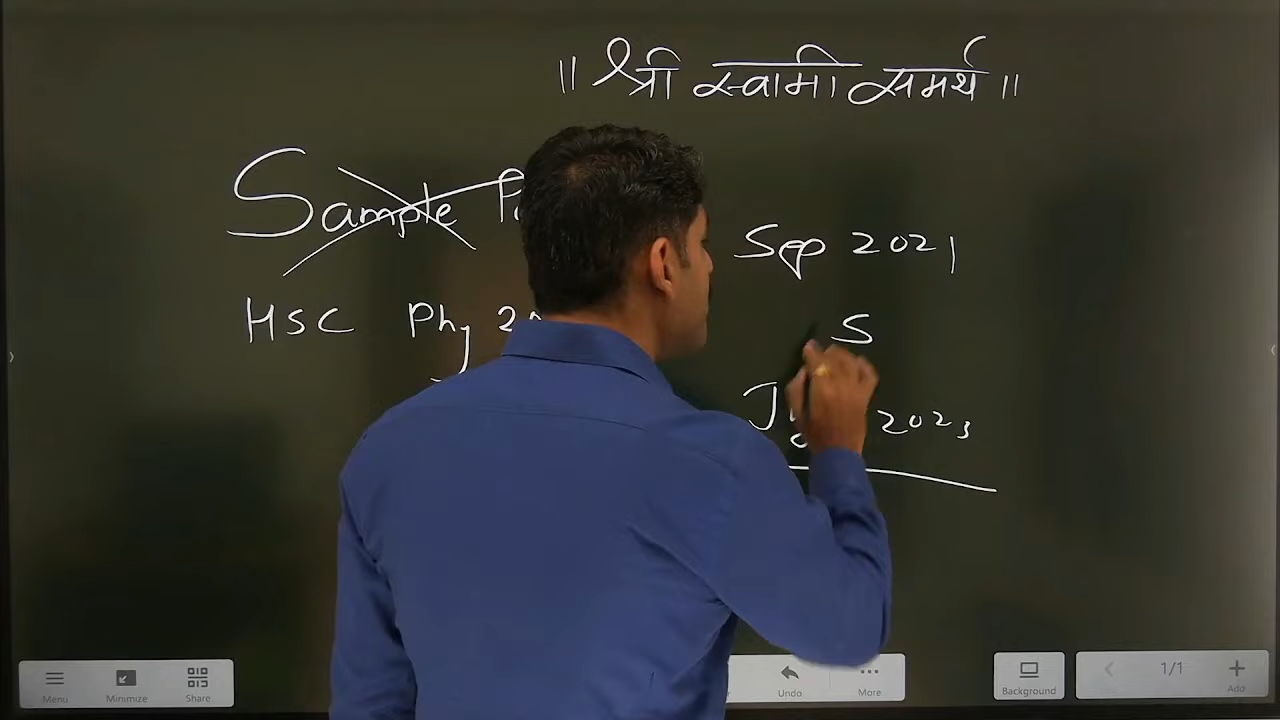 ॥ श्री स्वामी समर्थ ॥
Sample
Sep 2021
HSC Phy
S
2023
Menu Minimize Share Undo More Background 1/1 Add